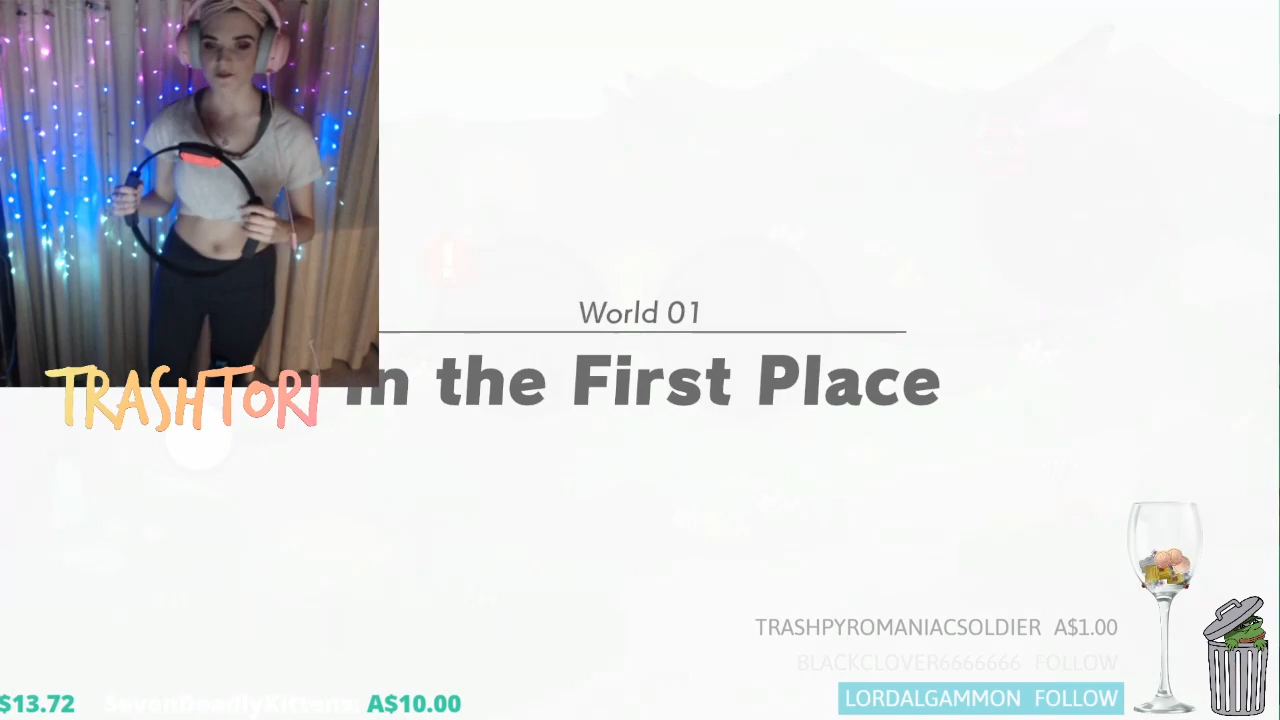 World 01
in the First Place
TRASHTORI
TRASHPYROMANIACSOLDIER A$1.00
BLACKCLOVER6666666 FOLLOW
LORDALGAMMON FOLLOW
$13.72 SevenDeadlyKittens: A$10.00